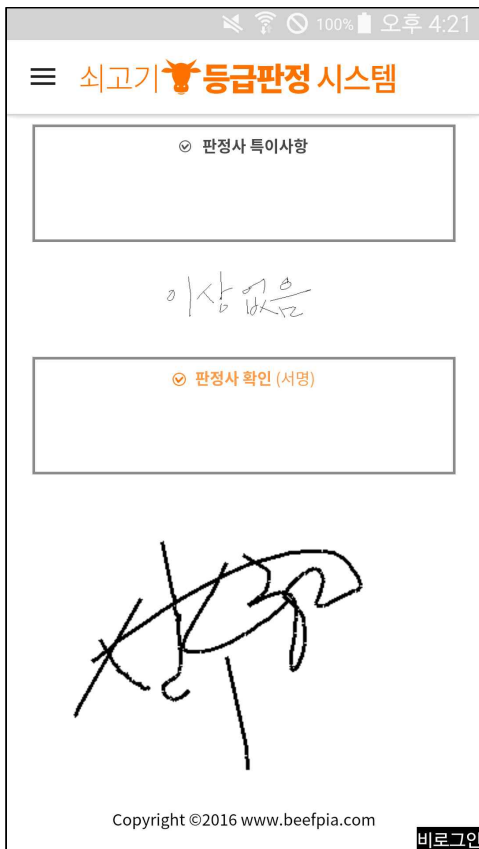 100% 오후 4:21
쇠고기 등급판정 시스템
판정사 특이사항
이상없음
판정사 확인 (서명)
Copyright ©2016 www.beefpia.com
비로그인